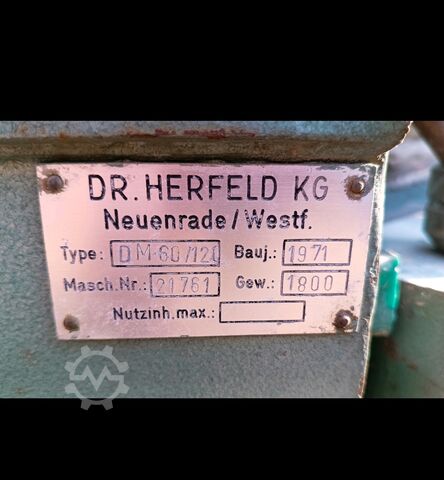 DR. HERFELD KG
Neuenrade/Westf.
Type: DM-60/120 Bauj.: 1971
Masch.Nr.: 21761 Gew.: 1800
Nutzinh.max.: